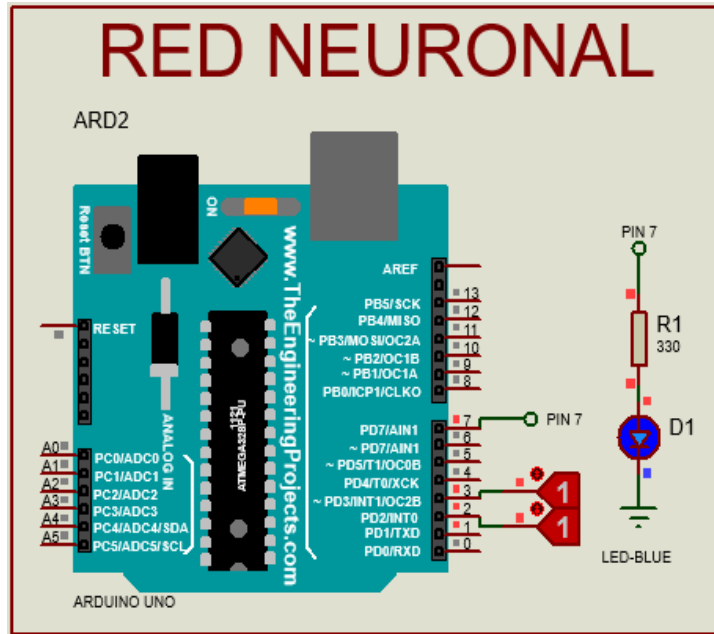 RED NEURONAL
ARD2
Reset BTN
ON
www.TheEngineeringProjects.com
1121
ATMEGA328P-PU
ANALOG IN
RESET
A0 PC0/ADC0
A1 PC1/ADC1
A2 PC2/ADC2
A3 PC3/ADC3
A4 PC4/ADC4/SDA
A5 PC5/ADC5/SCL
AREF
PB5/SCK 13
PB4/MISO 12
~ PB3/MOSI/OC2A 11
~ PB2/OC1B 10
~ PB1/OC1A 9
PB0/ICP1/CLKO 8
PD7/AIN1 7
~ PD7/AIN1 6
~ PD5/T1/OC0B 5
PD4/T0/XCK 4
~ PD3/INT1/OC2B 3
PD2/INT0 2
PD1/TXD 1
PD0/RXD 0
PIN 7
1
1
PIN 7
R1
330
D1
LED-BLUE
ARDUINO UNO